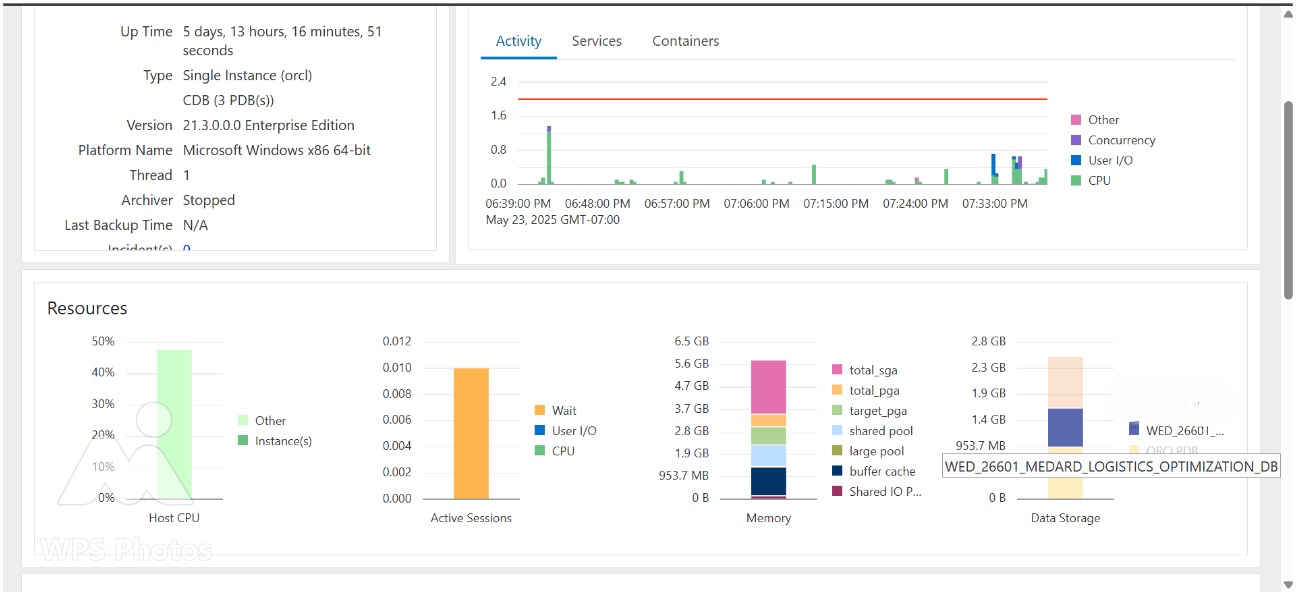 Up Time 5 days, 13 hours, 16 minutes, 51
seconds
Type Single Instance (orcl)
CDB (3 PDB(s))
Version 21.3.0.0.0 Enterprise Edition
Platform Name Microsoft Windows x86 64-bit
Thread 1
Archiver Stopped
Last Backup Time N/A
Incident(s) 0
Activity Services Containers
2.4
1.6
0.8
0.0
06:39:00 PM 06:48:00 PM 06:57:00 PM 07:06:00 PM 07:15:00 PM 07:24:00 PM 07:33:00 PM
May 23, 2025 GMT-07:00
Other
Concurrency
User I/O
CPU
Resources
50%
40%
30%
20%
10%
0%
Host CPU
Other
Instance(s)
0.012
0.010
0.008
0.006
0.004
0.002
0.000
Active Sessions
Wait
User I/O
CPU
6.5 GB
5.6 GB
4.7 GB
3.7 GB
2.8 GB
1.9 GB
953.7 MB
0 B
Memory
total_sga
total_pga
target_pga
shared pool
large pool
buffer cache
Shared IO P...
2.8 GB
2.3 GB
1.9 GB
1.4 GB
953.7 MB
0 B
Data Storage
WED_26601_...
ORCLPDB
WED_26601_MEDARD_LOGISTICS_OPTIMIZATION_DB
WPS Photos